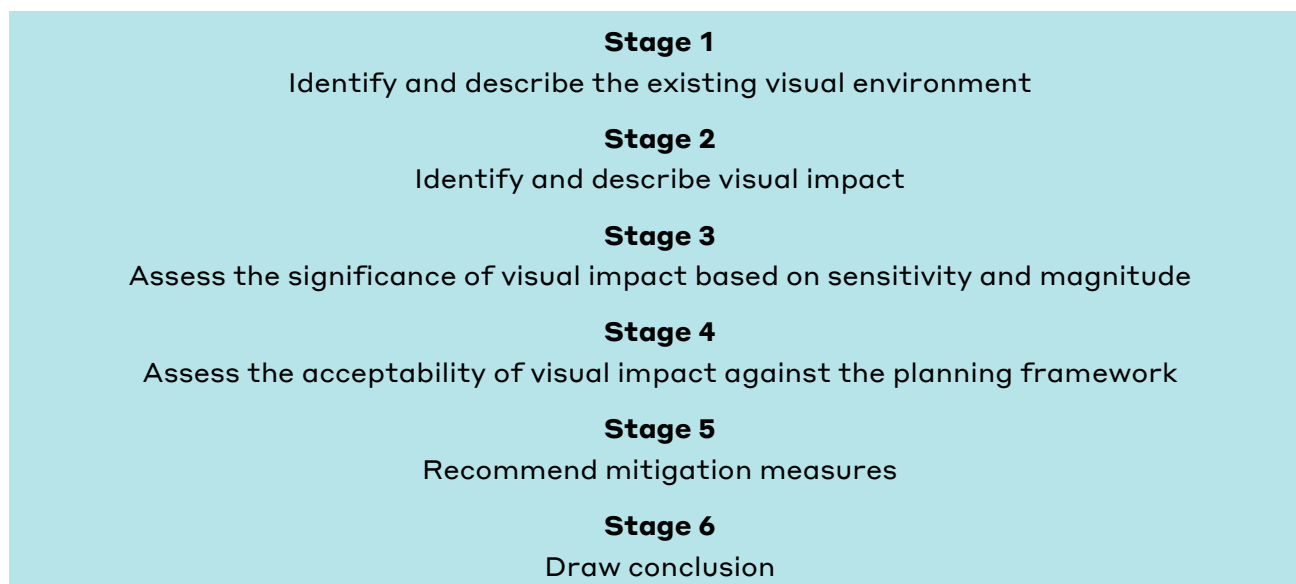 Stage 1
Identify and describe the existing visual environment
Stage 2
Identify and describe visual impact
Stage 3
Assess the significance of visual impact based on sensitivity and magnitude
Stage 4
Assess the acceptability of visual impact against the planning framework
Stage 5
Recommend mitigation measures
Stage 6
Draw conclusion